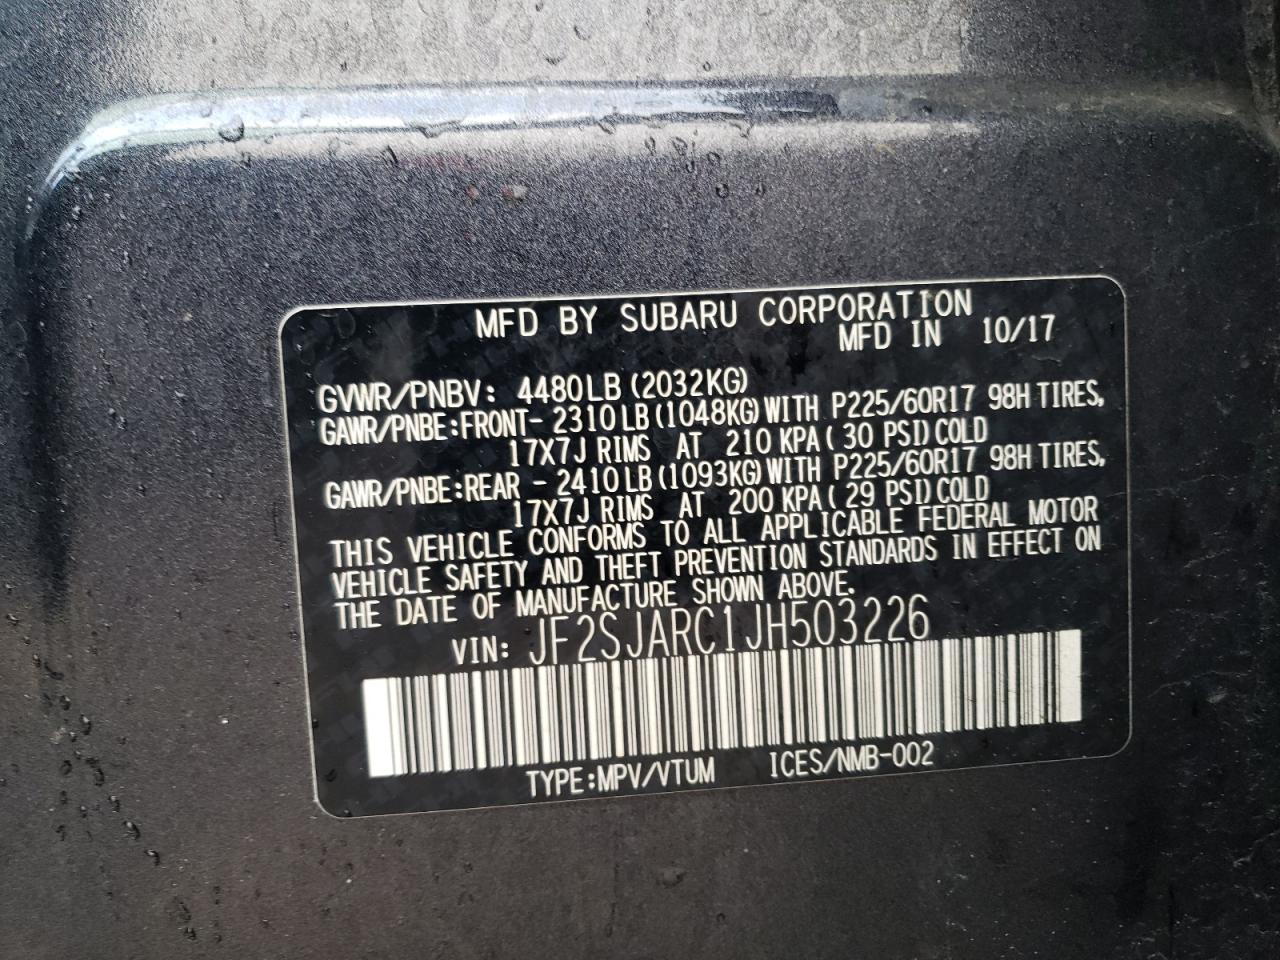 MFD BY SUBARU CORPORATION
MFD IN 10/17
GVWR/PNBV: 4480LB (2032KG)
GAWR/PNBE:FRONT- 2310LB(1048KG)WITH P225/60R17 98H TIRES,
17X7J RIMS AT 210 KPA( 30 PSI) COLD
GAWR/PNBE:REAR - 2410LB(1093KG)WITH P225/60R17 98H TIRES,
17X7J RIMS AT 200 KPA( 29 PSI) COLD
THIS VEHICLE CONFORMS TO ALL APPLICABLE FEDERAL MOTOR
VEHICLE SAFETY AND THEFT PREVENTION STANDARDS IN EFFECT ON
THE DATE OF MANUFACTURE SHOWN ABOVE.
VIN: JF2SJARC1JH503226
TYPE:MPV/VTUM ICES/NMB-002